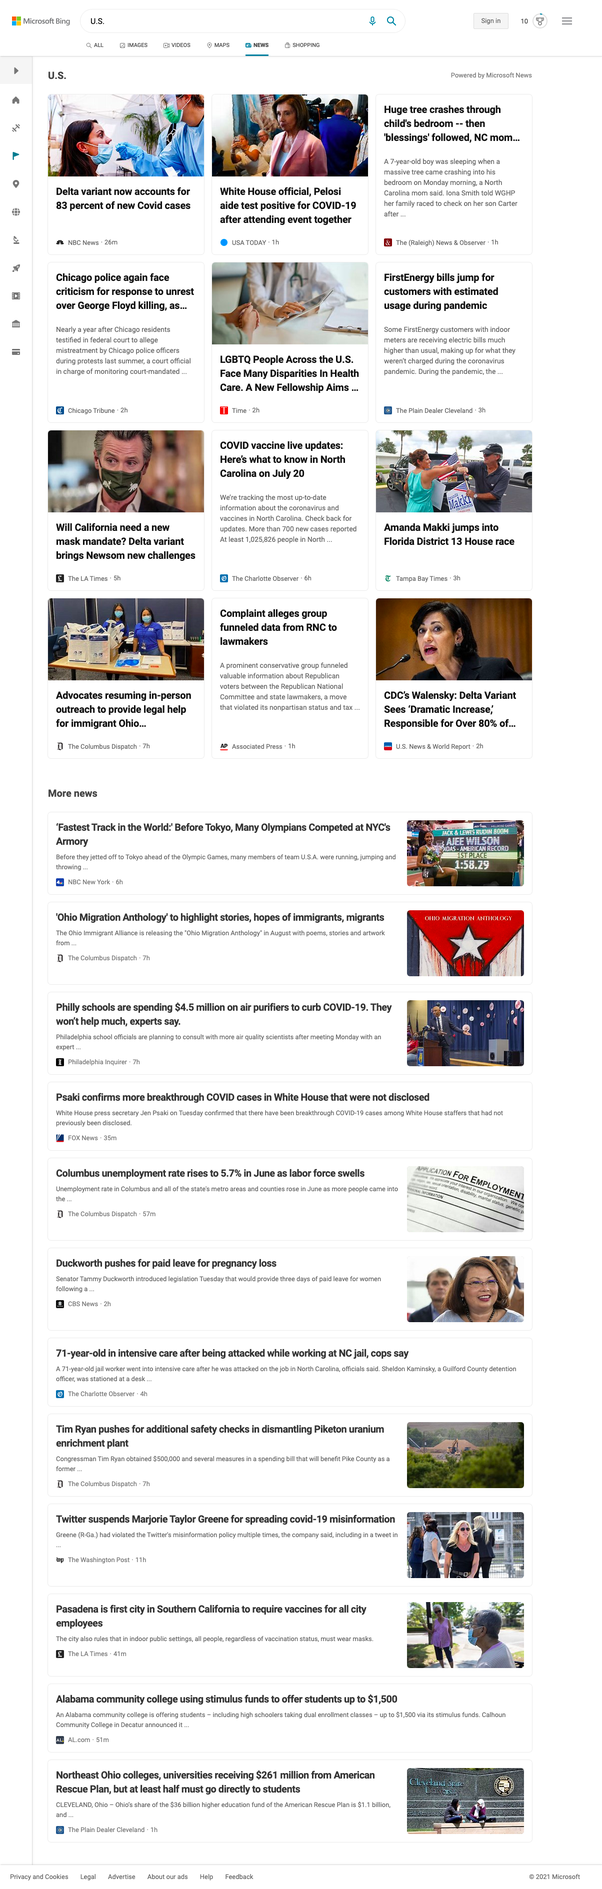 Microsoft Bing
U.S.
Sign in
10
ALL
IMAGES
VIDEOS
MAPS
NEWS
SHOPPING
U.S.
Powered by Microsoft News
Delta variant now accounts for
83 percent of new Covid cases
NBC News · 26m
White House official, Pelosi
aide test positive for COVID-19
after attending event together
USA TODAY · 1h
Huge tree crashes through
child's bedroom -- then
'blessings' followed, NC mom...
A 7-year-old boy was sleeping when a
massive tree came crashing into his
bedroom on Monday morning, a North
Carolina mom said. Iona Smith told WGHP
her family raced to check on her son Carter
after ...
The (Raleigh) News & Observer · 1h
Chicago police again face
criticism for response to unrest
over George Floyd killing, as...
Nearly a year after Chicago residents
testified in federal court to allege
mistreatment by Chicago police officers
during protests last summer, a court official
in charge of monitoring court-mandated ...
Chicago Tribune · 2h
LGBTQ People Across the U.S.
Face Many Disparities In Health
Care. A New Fellowship Aims ...
Time · 2h
FirstEnergy bills jump for
customers with estimated
usage during pandemic
Some FirstEnergy customers with indoor
meters are receiving electric bills much
higher than usual, making up for what they
weren't charged during the coronavirus
pandemic. During the pandemic, the ...
The Plain Dealer Cleveland · 3h
Will California need a new
mask mandate? Delta variant
brings Newsom new challenges
The LA Times · 5h
COVID vaccine live updates:
Here's what to know in North
Carolina on July 20
We're tracking the most up-to-date
information about the coronavirus and
vaccines in North Carolina. Check back for
updates. More than 700 new cases reported
At least 1,025,826 people in North ...
The Charlotte Observer · 6h
Makki
Amanda Makki jumps into
Florida District 13 House race
Tampa Bay Times · 3h
Advocates resuming in-person
outreach to provide legal help
for immigrant Ohio...
The Columbus Dispatch · 7h
Complaint alleges group
funneled data from RNC to
lawmakers
A prominent conservative group funneled
valuable information about Republican
voters between the Republican National
Committee and state lawmakers, a move
that violated its nonpartisan status and tax ...
AP
Associated Press · 1h
CDC's Walensky: Delta Variant
Sees 'Dramatic Increase,'
Responsible for Over 80% of...
U.S. News & World Report · 2h
More news
'Fastest Track in the World:' Before Tokyo, Many Olympians Competed at NYC's
Armory
Before they jetted off to Tokyo ahead of the Olympic Games, many members of team U.S.A. were running, jumping and
throwing ...
NBC New York · 6h
JACK & LEWIS RUDIN 800M
AJEE WILSON
ADIDAS - AMERICAN RECORD
1ST PLACE
1:58.29
'Ohio Migration Anthology' to highlight stories, hopes of immigrants, migrants
The Ohio Immigrant Alliance is releasing the "Ohio Migration Anthology" in August with poems, stories and artwork
from ...
The Columbus Dispatch · 7h
OHIO MIGRATION ANTHOLOGY
Philly schools are spending $4.5 million on air purifiers to curb COVID-19. They
won't help much, experts say.
Philadelphia school officials are planning to consult with more air quality scientists after meeting Monday with an
expert ...
Philadelphia Inquirer · 7h
Psaki confirms more breakthrough COVID cases in White House that were not disclosed
White House press secretary Jen Psaki on Tuesday confirmed that there have been breakthrough COVID-19 cases among White House staffers that had not
previously been disclosed.
FOX News · 35m
Columbus unemployment rate rises to 5.7% in June as labor force swells
Unemployment rate in Columbus and all of the state's metro areas and counties rose in June as more people came into
the ...
The Columbus Dispatch · 57m
APPLICATION FOR EMPLOYMENT
Duckworth pushes for paid leave for pregnancy loss
Senator Tammy Duckworth introduced legislation Tuesday that would provide three days of paid leave for women
following a ...
CBS News · 2h
71-year-old in intensive care after being attacked while working at NC jail, cops say
A 71-year-old jail worker went into intensive care after he was attacked on the job in North Carolina, officials said. Sheldon Kaminsky, a Guilford County detention
officer, was stationed at a desk ...
The Charlotte Observer · 4h
Tim Ryan pushes for additional safety checks in dismantling Piketon uranium
enrichment plant
Congressman Tim Ryan obtained $500,000 and several measures in a spending bill that will benefit Pike County as a
former ...
The Columbus Dispatch · 7h
Twitter suspends Marjorie Taylor Greene for spreading covid-19 misinformation
Greene (R-Ga.) had violated the Twitter's misinformation policy multiple times, the company said, including in a tweet in
...
wp
The Washington Post · 11h
Pasadena is first city in Southern California to require vaccines for all city
employees
The city also rules that in indoor public settings, all people, regardless of vaccination status, must wear masks.
The LA Times · 41m
Alabama community college using stimulus funds to offer students up to $1,500
An Alabama community college is offering students – including high schoolers taking dual enrollment classes – up to $1,500 via its stimulus funds. Calhoun
Community College in Decatur announced it ...
AL.com · 51m
Northeast Ohio colleges, universities receiving $261 million from American
Rescue Plan, but at least half must go directly to students
CLEVELAND, Ohio – Ohio's share of the $36 billion higher education fund of the American Rescue Plan is $1.1 billion,
and ...
The Plain Dealer Cleveland · 1h
Cleveland State
University
Privacy and Cookies
Legal
Advertise
About our ads
Help
Feedback
© 2021 Microsoft